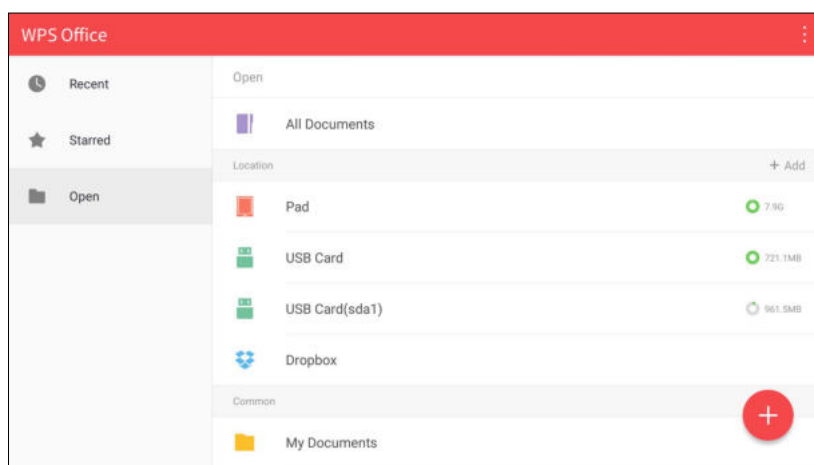 WPS Office
Recent
Starred
Open
Open
All Documents
Location
+ Add
Pad
7.9G
USB Card
721.1MB
USB Card(sda1)
961.5MB
Dropbox
Common
My Documents